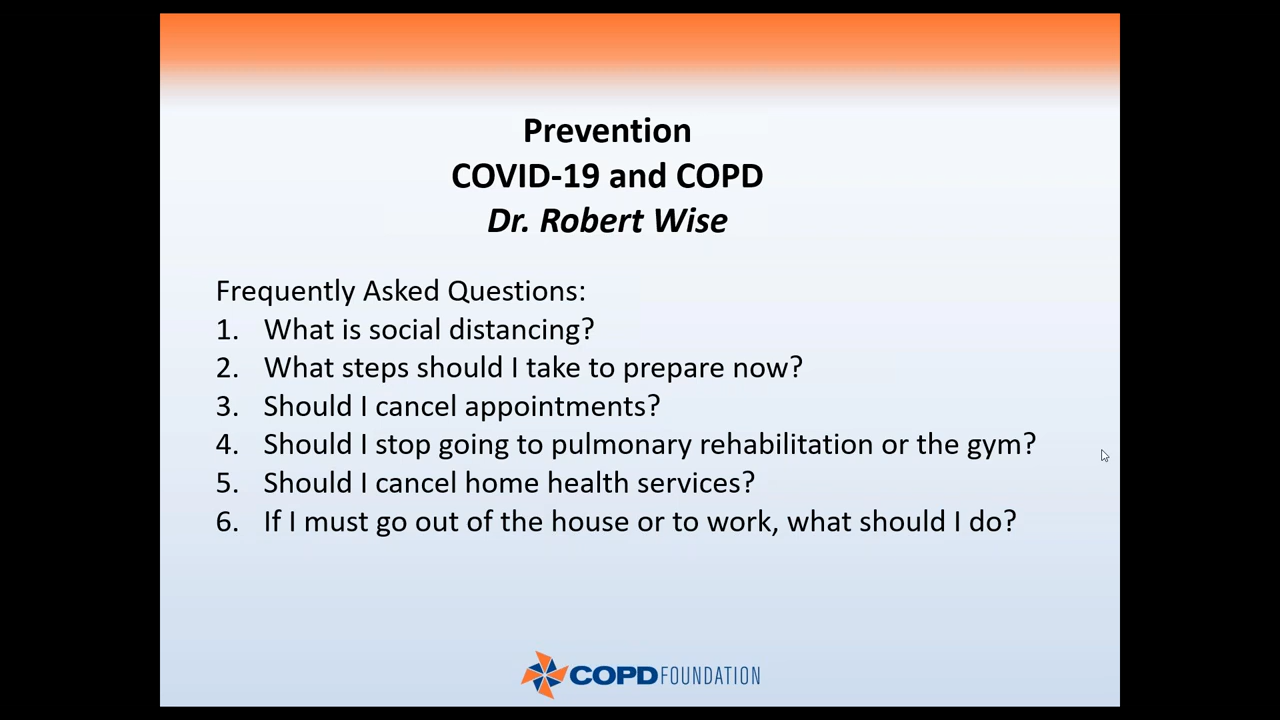 Prevention
COVID-19 and COPD
Dr. Robert Wise
Frequently Asked Questions:
1. What is social distancing?
2. What steps should I take to prepare now?
3. Should I cancel appointments?
4. Should I stop going to pulmonary rehabilitation or the gym?
5. Should I cancel home health services?
6. If I must go out of the house or to work, what should I do?
COPD FOUNDATION